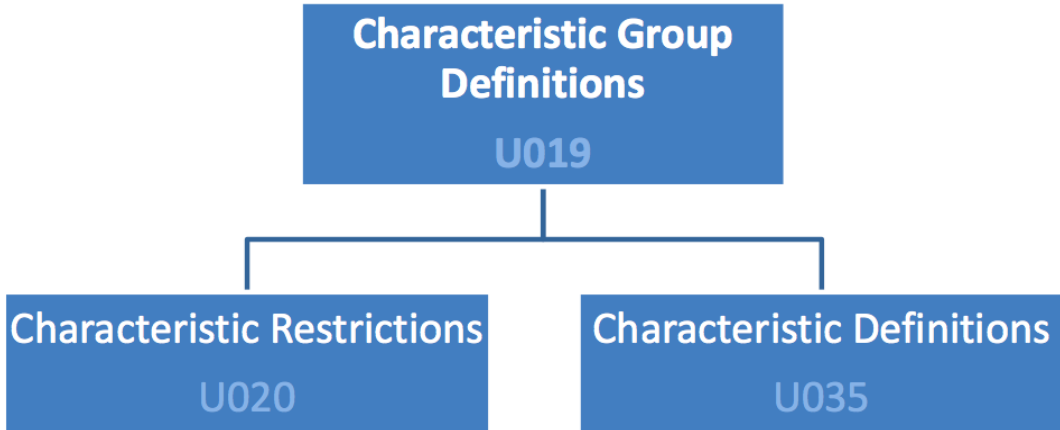 Characteristic Group
Definitions
U019
Characteristic Restrictions
U020
Characteristic Definitions
U035